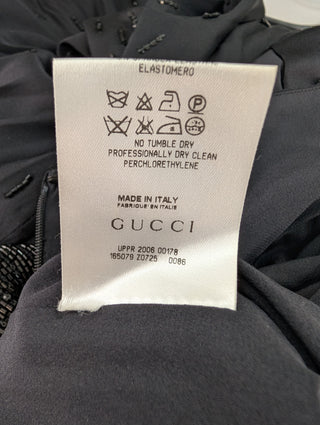 ELASTOMERO
P
NO TUMBLE DRY
PROFESSIONALLY DRY CLEAN
PERCHLORETHYLENE
MADE IN ITALY
FABRIQUE EN ITALIE
GUCCI
UPPR 2006 00178
165079 Z0725 0086